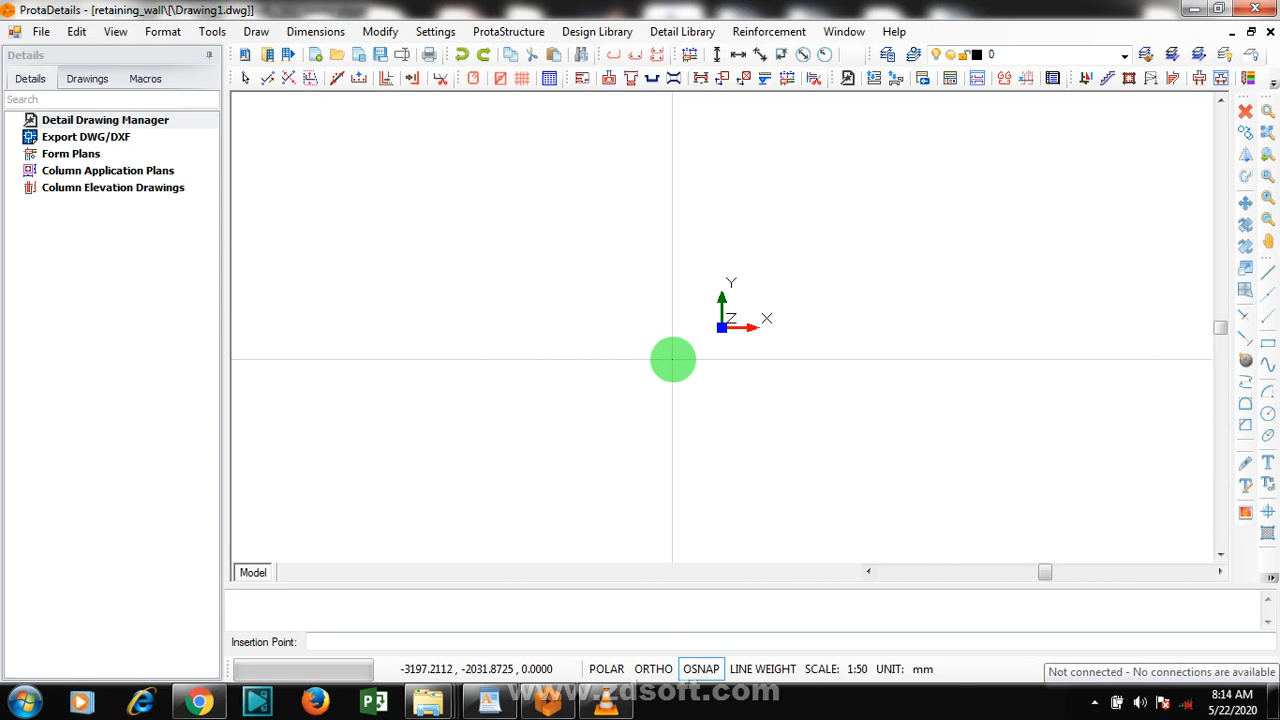 ProtaDetails - [retaining_wall\[\Drawing1.dwg]]
File Edit View Format Tools Draw Dimensions Modify Settings ProtaStructure Design Library Detail Library Reinforcement Window Help
Details
0
Details Drawings Macros
Search
Detail Drawing Manager
Export DWG/DXF
Form Plans
Column Application Plans
Column Elevation Drawings
Y
Z X
Model
Insertion Point:
-3197.2112 , -2031.8725, 0.0000 POLAR ORTHO OSNAP LINE WEIGHT SCALE: 1:50 UNIT: mm
Not connected - No connections are available
www.zdsoft.com
8:14 AM
5/22/2020